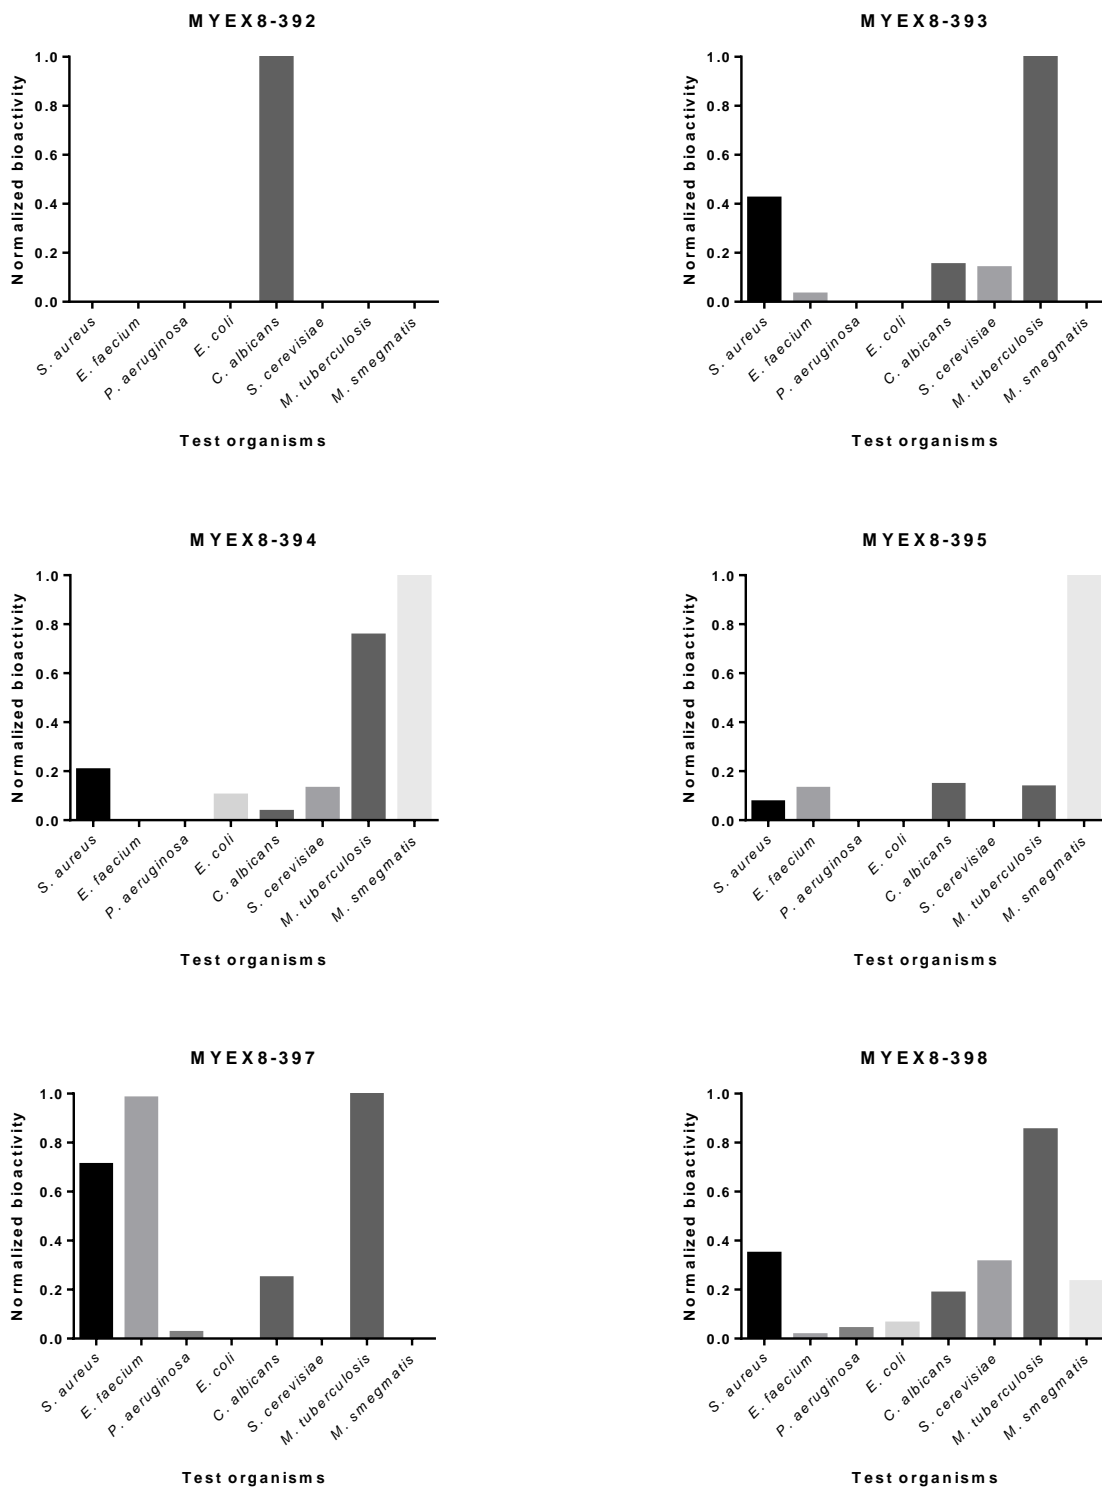 MYEX8-392
Normalized bioactivity
1.0
0.8
0.6
0.4
0.2
0.0
S. aureus
E. faecium
P. aeruginosa
E. coli
C. albicans
S. cerevisiae
M. tuberculosis
M. smegmatis
Test organisms
MYEX8-393
Normalized bioactivity
1.0
0.8
0.6
0.4
0.2
0.0
S. aureus
E. faecium
P. aeruginosa
E. coli
C. albicans
S. cerevisiae
M. tuberculosis
M. smegmatis
Test organisms
MYEX8-394
Normalized bioactivity
1.0
0.8
0.6
0.4
0.2
0.0
S. aureus
E. faecium
P. aeruginosa
E. coli
C. albicans
S. cerevisiae
M. tuberculosis
M. smegmatis
Test organisms
MYEX8-395
Normalized bioactivity
1.0
0.8
0.6
0.4
0.2
0.0
S. aureus
E. faecium
P. aeruginosa
E. coli
C. albicans
S. cerevisiae
M. tuberculosis
M. smegmatis
Test organisms
MYEX8-397
Normalized bioactivity
1.0
0.8
0.6
0.4
0.2
0.0
S. aureus
E. faecium
P. aeruginosa
E. coli
C. albicans
S. cerevisiae
M. tuberculosis
M. smegmatis
Test organisms
MYEX8-398
Normalized bioactivity
1.0
0.8
0.6
0.4
0.2
0.0
S. aureus
E. faecium
P. aeruginosa
E. coli
C. albicans
S. cerevisiae
M. tuberculosis
M. smegmatis
Test organisms